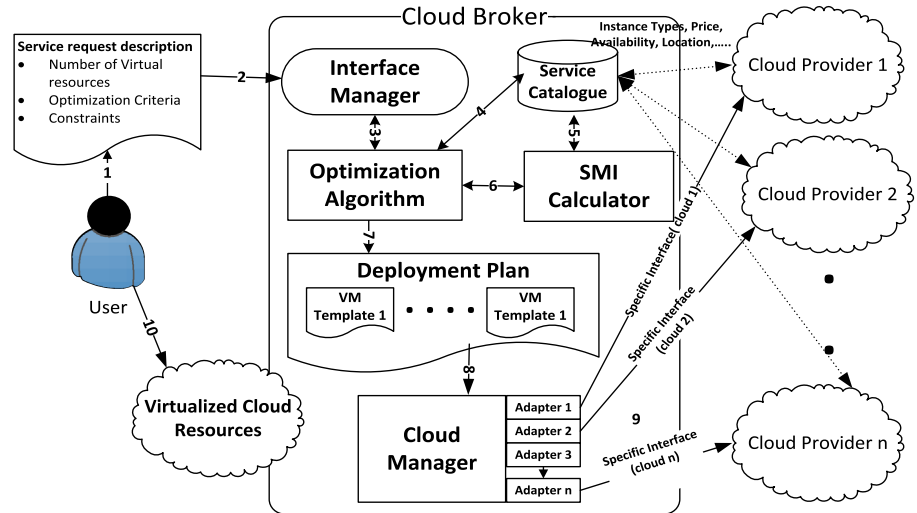 Cloud Broker
Service request description
• Number of Virtual
resources
• Optimization Criteria
• Constraints
1
2
User
10
Virtualized Cloud
Resources
Interface
Manager
3
4
Service
Catalogue
5
Instance Types, Price,
Availability, Location,.....
Optimization
Algorithm
6
SMI
Calculator
7
Deployment Plan
VM
Template 1
VM
Template 1
8
Cloud
Manager
Adapter 1
Adapter 2
Adapter 3
Adapter n
Specific Interface( cloud 1)
Specific Interface
(cloud 2)
9
Specific Interface
(cloud n)
Cloud Provider 1
Cloud Provider 2
Cloud Provider n